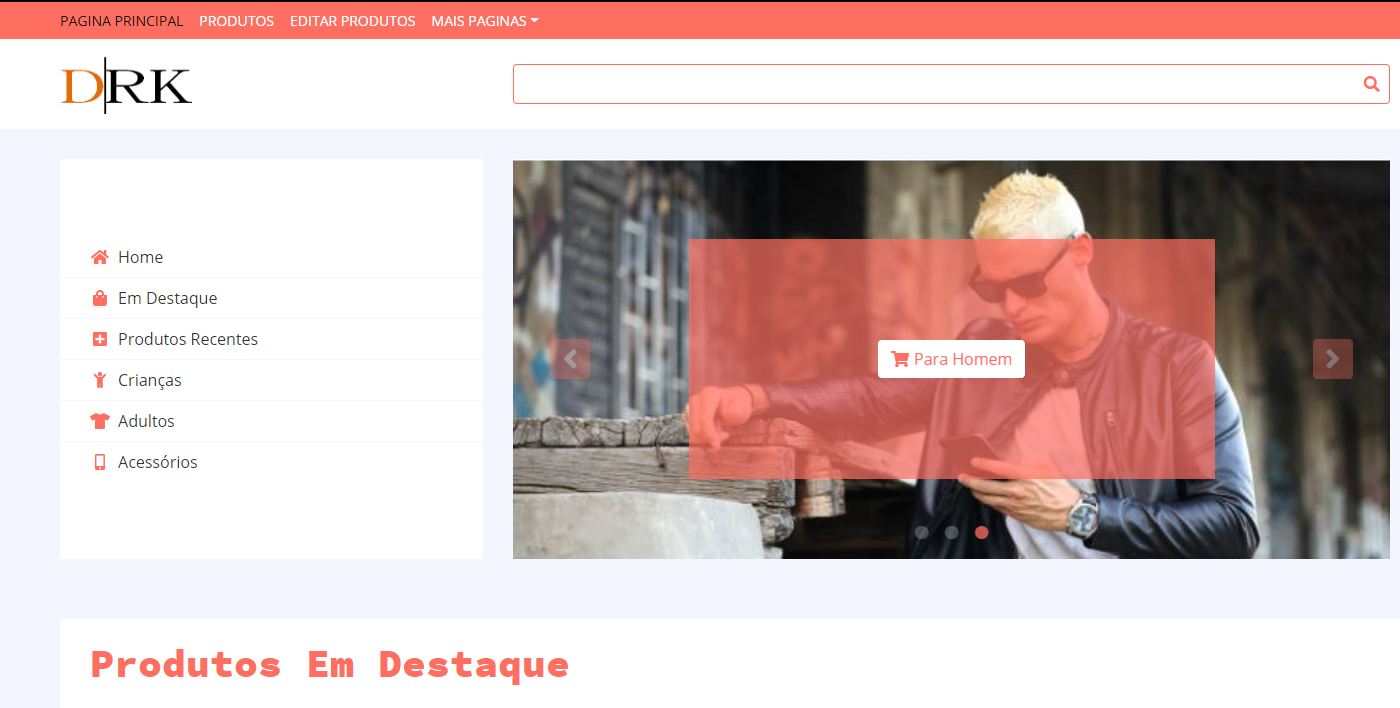 PAGINA PRINCIPAL PRODUTOS EDITAR PRODUTOS MAIS PAGINAS
D|RK
Home
Em Destaque
Produtos Recentes
Crianças
Adultos
Acessórios
Para Homem
Produtos Em Destaque